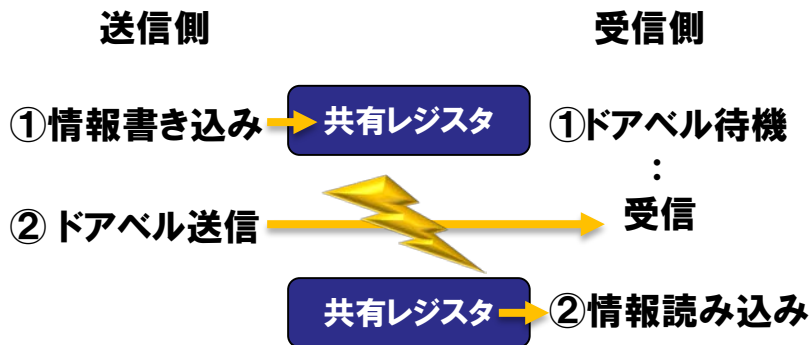 送信側 受信側
①情報書き込み 共有レジスタ ①ドアベル待機
:
② ドアベル送信 受信
共有レジスタ ②情報読み込み